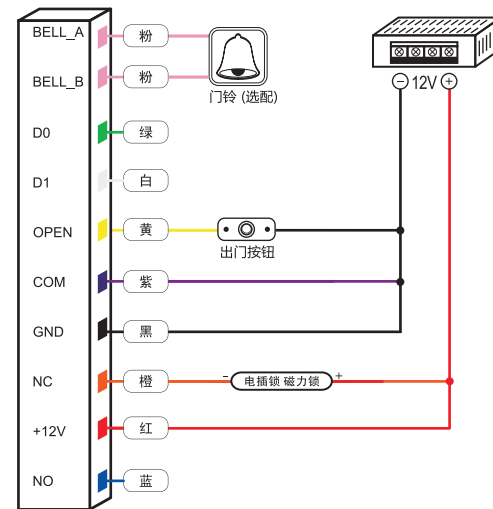 BELL_A 粉
BELL_B 粉
门铃 (选配)
− 12V +
D0 绿
D1 白
OPEN 黄
出门按钮
COM 紫
GND 黑
NC 橙 - 电插锁 磁力锁 +
+12V 红
NO 蓝